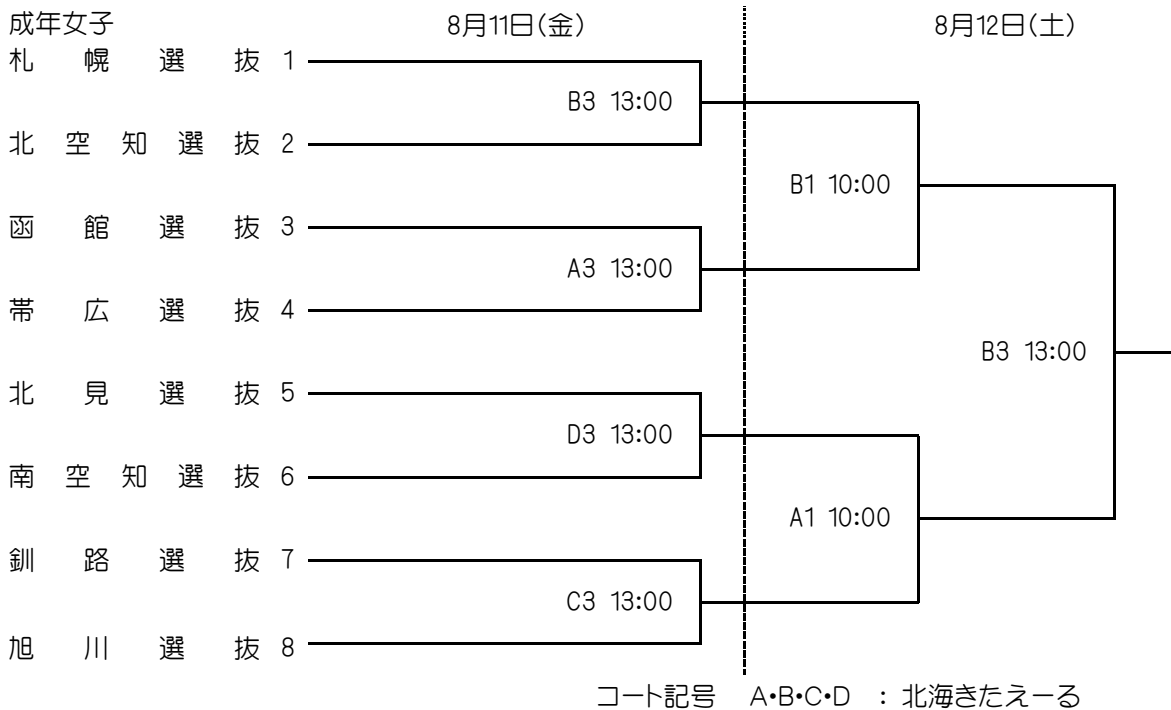 成年女子 8月11日(金) 8月12日(土)
札幌選抜 1
B3 13:00
北空知選抜 2
B1 10:00
函館選抜 3
A3 13:00
帯広選抜 4
B3 13:00
北見選抜 5
D3 13:00
南空知選抜 6
A1 10:00
釧路選抜 7
C3 13:00
旭川選抜 8
コート記号 A・B・C・D : 北海きたえーる